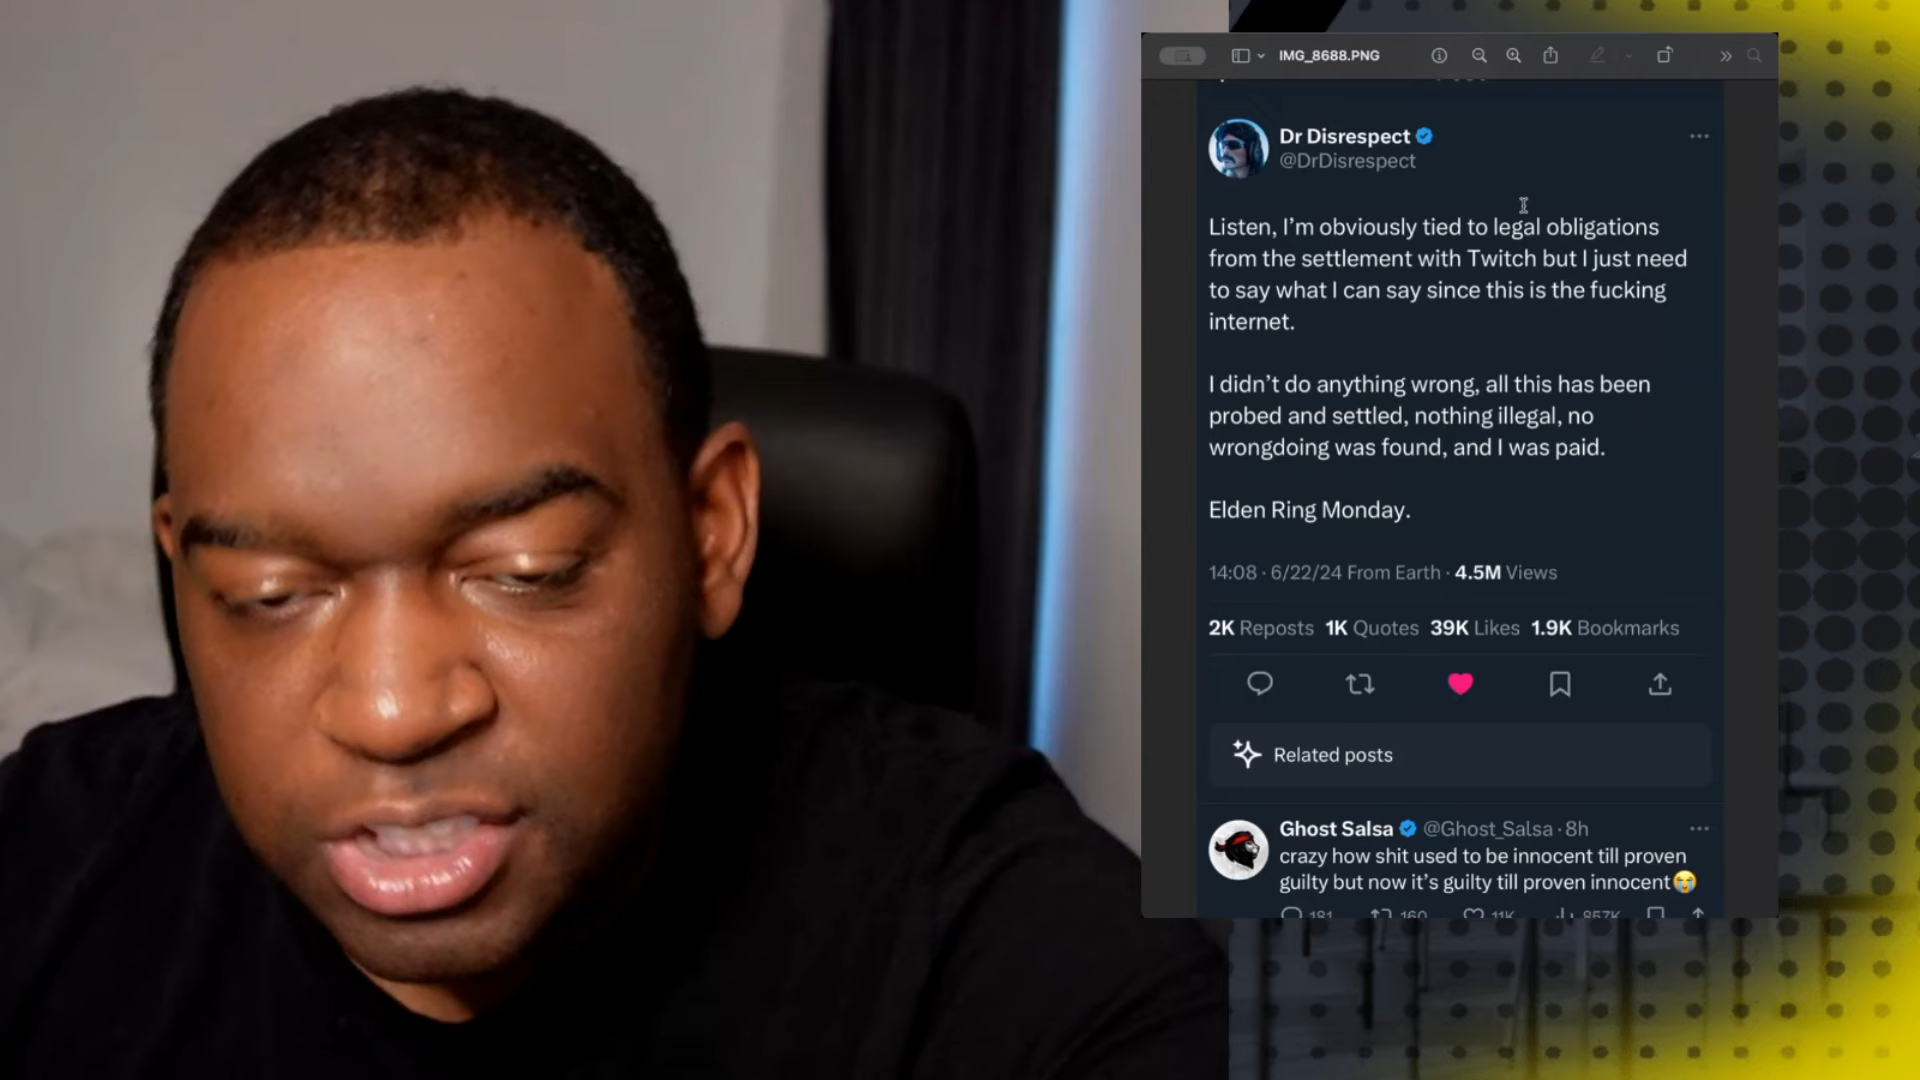 IMG_8688.PNG
Dr Disrespect
@DrDisrespect
Listen, I'm obviously tied to legal obligations
from the settlement with Twitch but I just need
to say what I can say since this is the fucking
internet.
I didn't do anything wrong, all this has been
probed and settled, nothing illegal, no
wrongdoing was found, and I was paid.
Elden Ring Monday.
14:08 · 6/22/24 From Earth · 4.5M Views
2K Reposts 1K Quotes 39K Likes 1.9K Bookmarks
Related posts
Ghost Salsa @Ghost_Salsa · 8h
crazy how shit used to be innocent till proven
guilty but now it's guilty till proven innocent😭
181 160 11K 857K